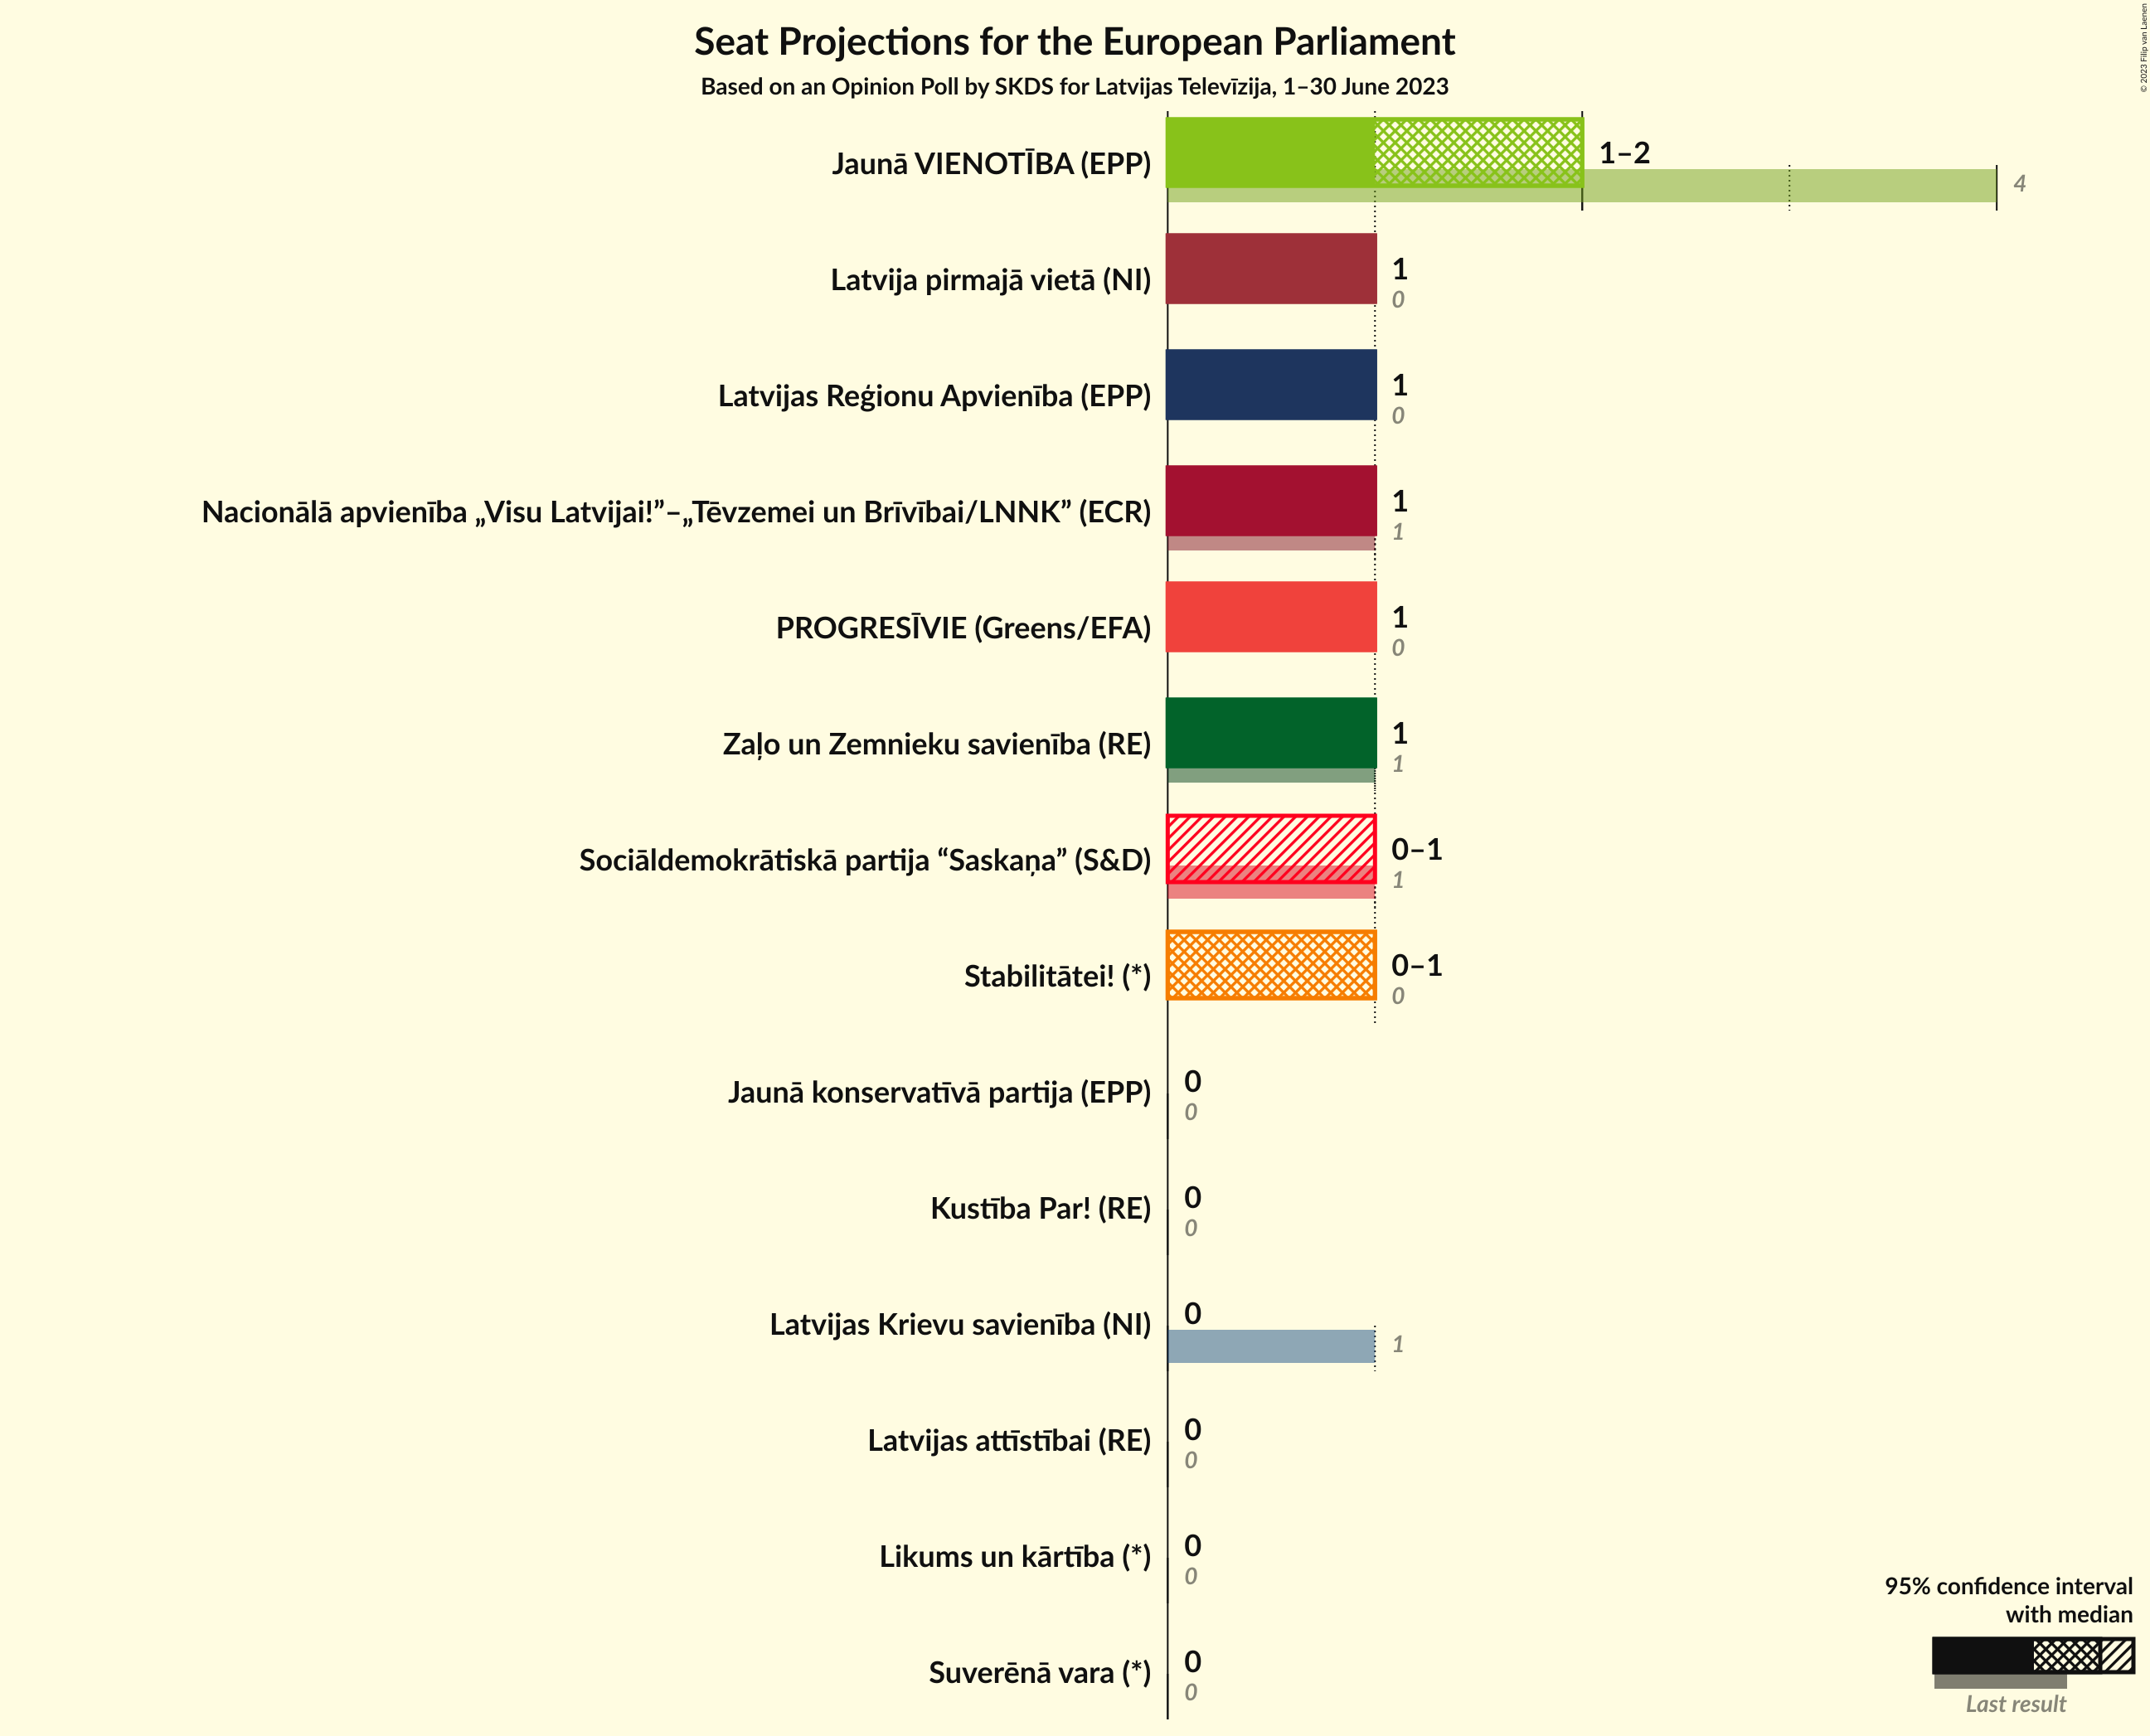 Seat Projections for the European Parliament
Based on an Opinion Poll by SKDS for Latvijas Televīzija, 1–30 June 2023
© 2023 Filip van Laenen
Jaunā VIENOTĪBA (EPP)
1–2
4
Latvija pirmajā vietā (NI)
1
0
Latvijas Reģionu Apvienība (EPP)
1
0
Nacionālā apvienība „Visu Latvijai!”–„Tēvzemei un Brīvībai/LNNK” (ECR)
1
1
PROGRESĪVIE (Greens/EFA)
1
0
Zaļo un Zemnieku savienība (RE)
1
1
Sociāldemokrātiskā partija “Saskaņa” (S&D)
0–1
1
Stabilitātei! (*)
0–1
0
Jaunā konservatīvā partija (EPP)
0
0
Kustība Par! (RE)
0
0
Latvijas Krievu savienība (NI)
0
1
Latvijas attīstībai (RE)
0
0
Likums un kārtība (*)
0
0
Suverēnā vara (*)
0
0
95% confidence interval
with median
Last result